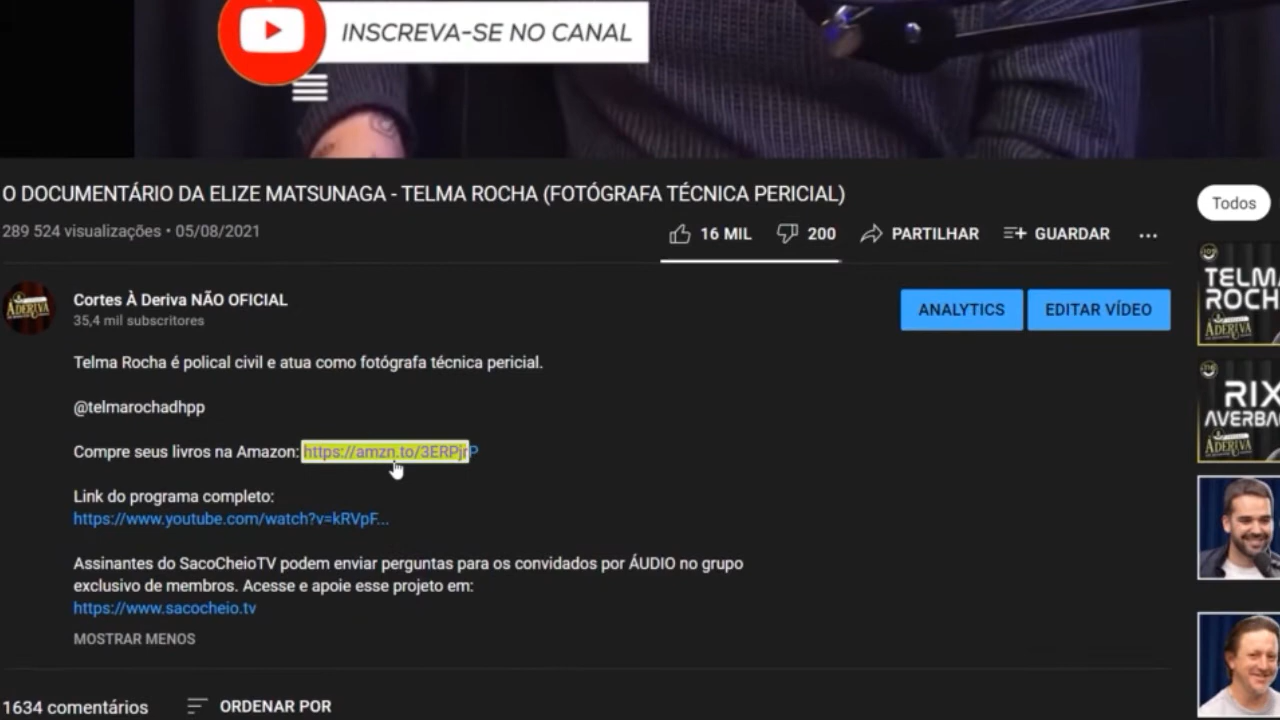 INSCREVA-SE NO CANAL
O DOCUMENTÁRIO DA ELIZE MATSUNAGA - TELMA ROCHA (FOTÓGRAFA TÉCNICA PERICIAL)
289 524 visualizações • 05/08/2021
16 MIL 200 PARTILHAR GUARDAR ...
Todos
Cortes À Deriva NÃO OFICIAL
35,4 mil subscritores
ANALYTICS EDITAR VÍDEO
À DERIVA
Telma Rocha é polical civil e atua como fotógrafa técnica pericial.
@telmarochadhpp
Compre seus livros na Amazon: https://amzn.to/3ERPjrP
Link do programa completo:
https://www.youtube.com/watch?v=kRVpF...
Assinantes do SacoCheioTV podem enviar perguntas para os convidados por ÁUDIO no grupo
exclusivo de membros. Acesse e apoie esse projeto em:
https://www.sacocheio.tv
MOSTRAR MENOS
1634 comentários ORDENAR POR
TELMA
ROCHA
À DERIVA
RIX
AVERBA
À DERIVA